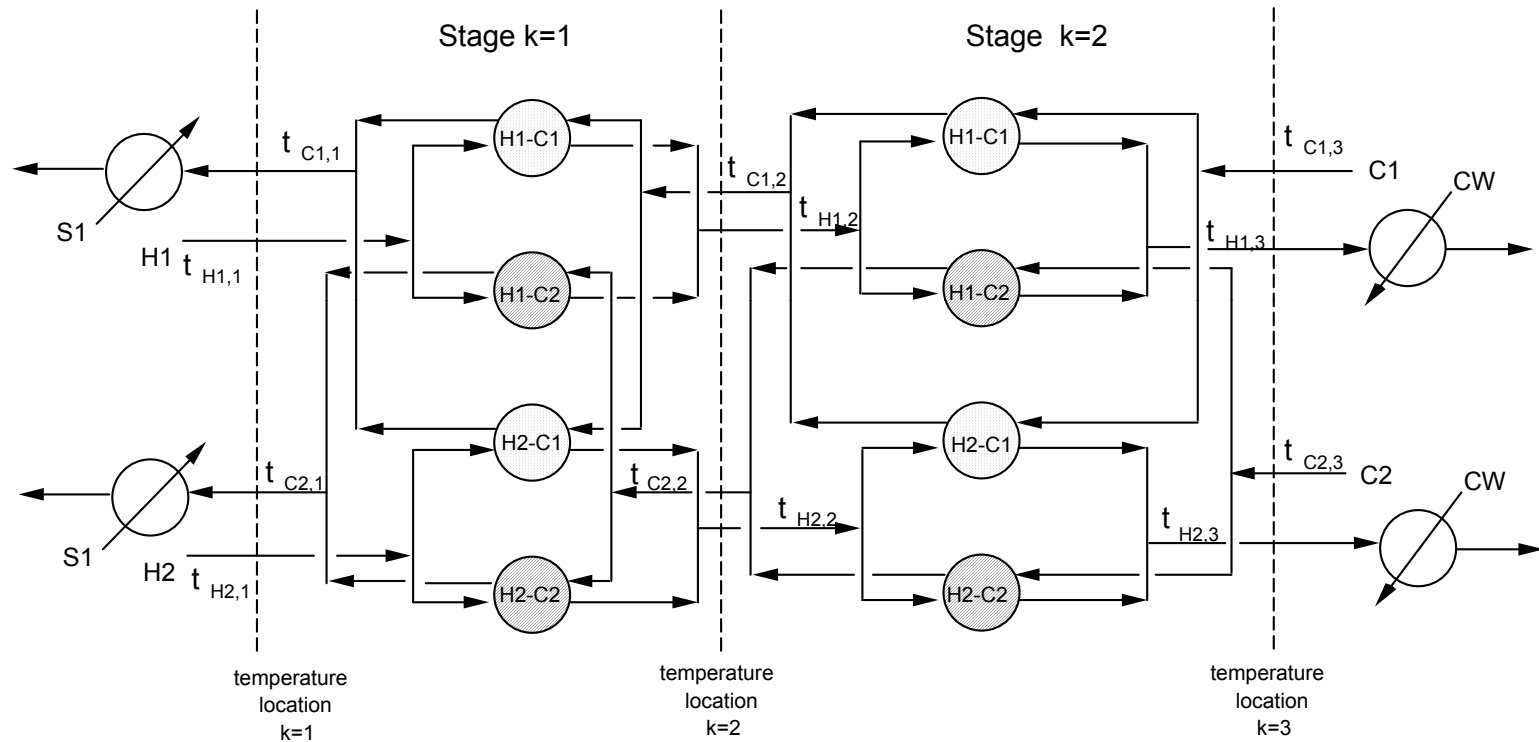 Stage k=1
Stage k=2
H1-C1
H1-C1
t C1,1
t C1,3
t C1,2
C1
CW
S1
t H1,2
H1
t H1,1
t H1,3
H1-C2
H1-C2
H2-C1
H2-C1
t C2,1
t C2,2
t C2,3
C2
CW
t H2,2
t H2,3
S1
H2
t H2,1
H2-C2
H2-C2
temperature
location
k=1
temperature
location
k=2
temperature
location
k=3